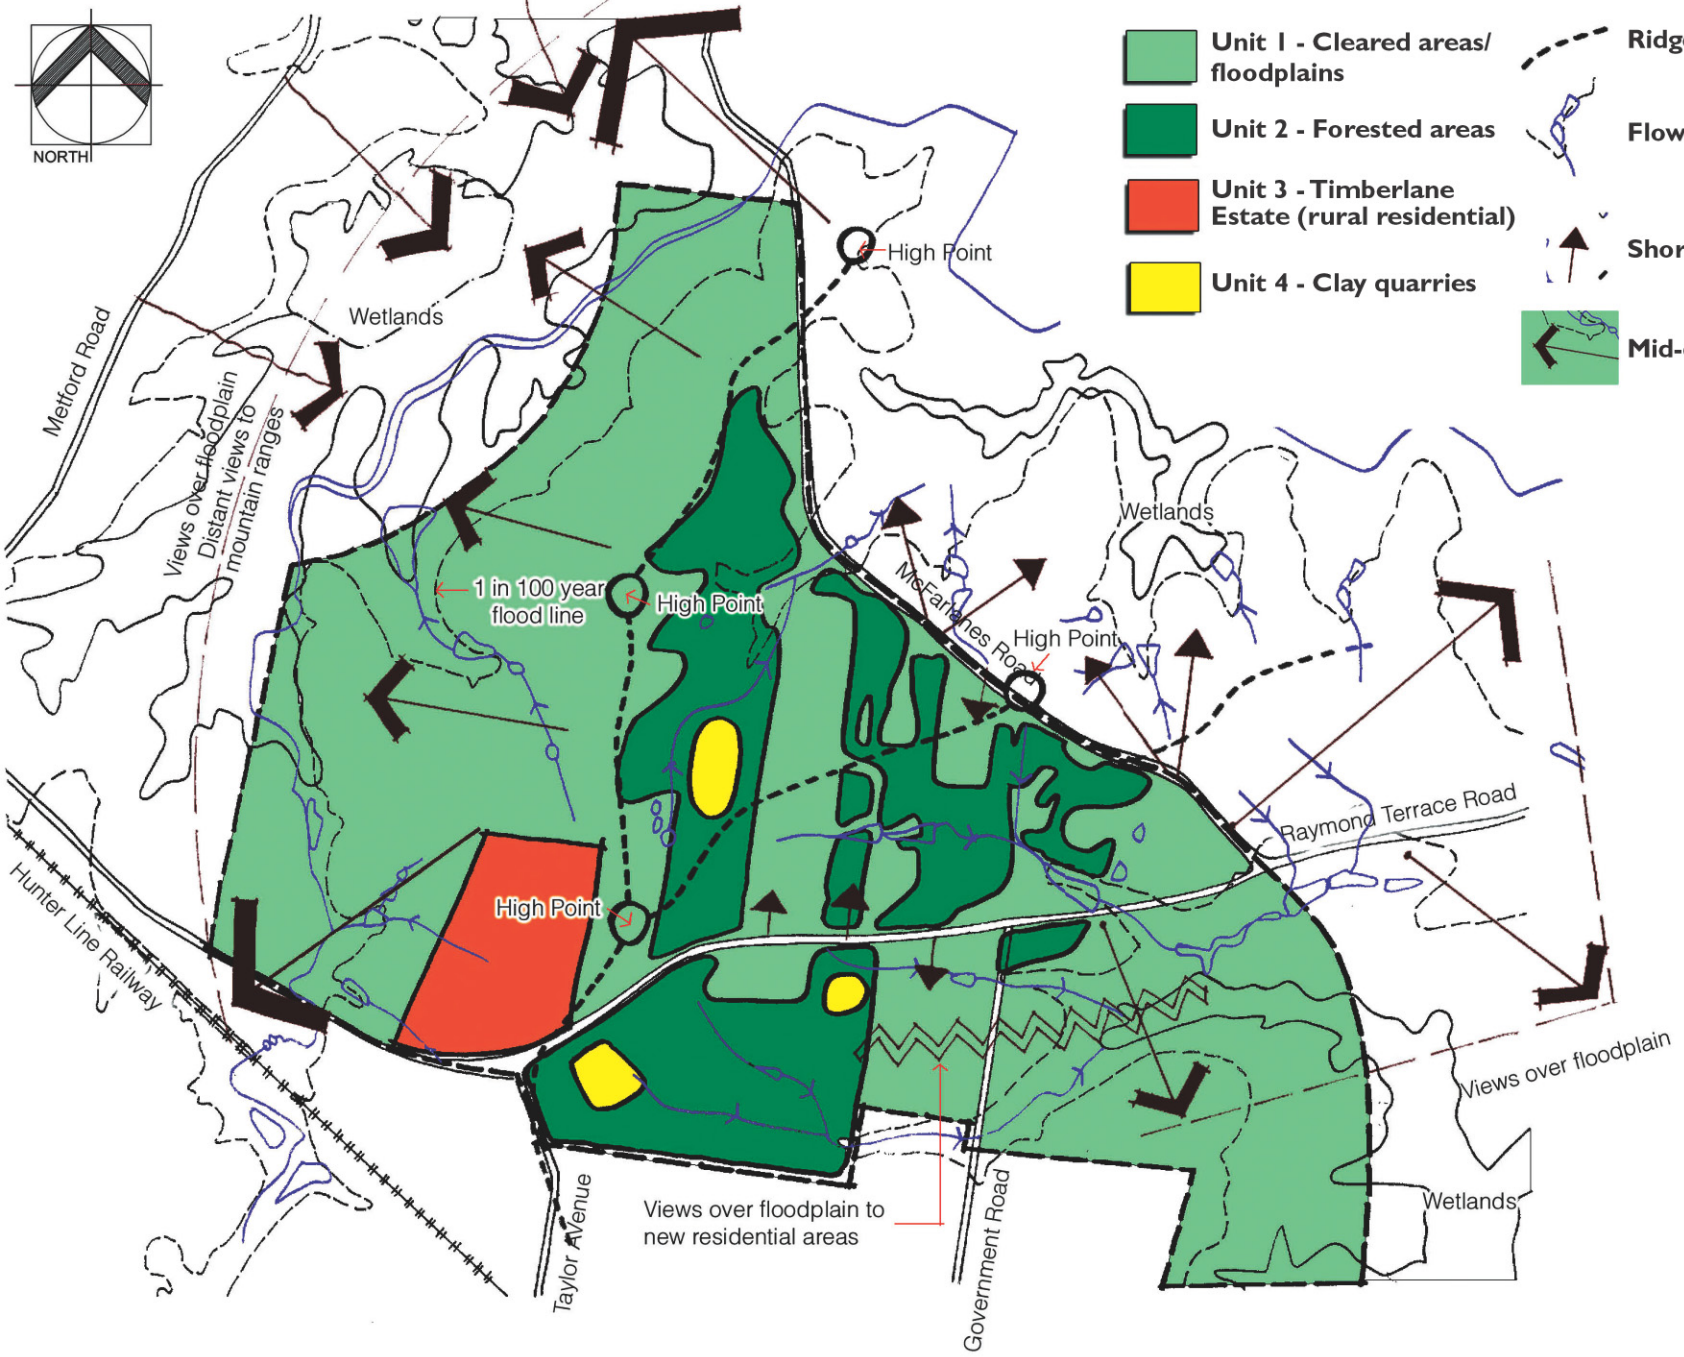 NORTH
Unit 1 - Cleared areas/
floodplains
Unit 2 - Forested areas
Unit 3 - Timberlane
Estate (rural residential)
Unit 4 - Clay quarries
Ridg
Flow
Shor
Mid-
High Point
Wetlands
Metford Road
Views over floodplain
Distant views to
mountain ranges
Wetlands
1 in 100 year
flood line
High Point
McFarlanes Road
High Point
Raymond Terrace Road
Hunter Line Railway
High Point
Views over floodplain
Views over floodplain to
new residential areas
Taylor Avenue
Government Road
Wetlands